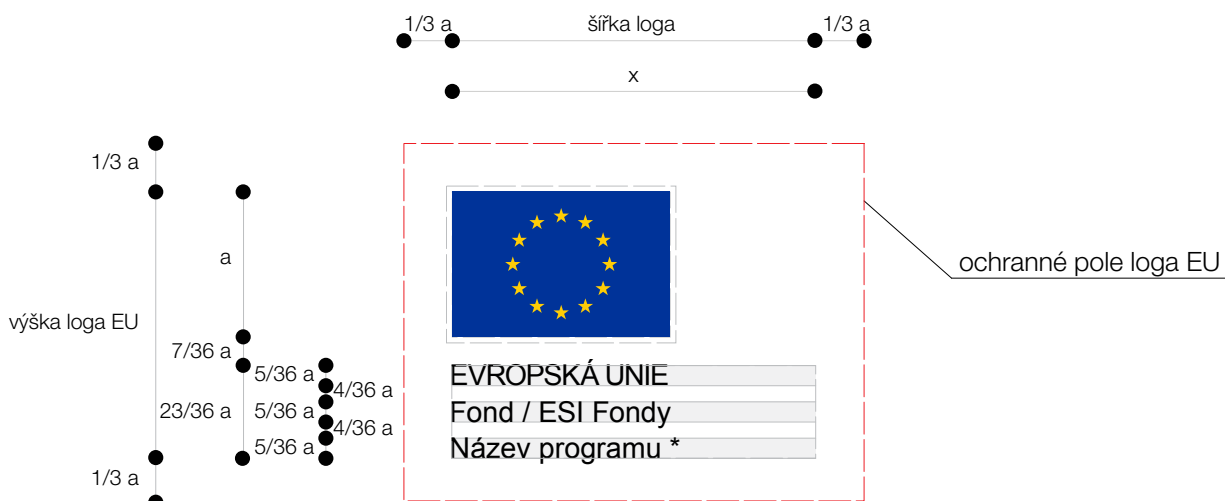 1/3 a
šířka loga
1/3 a
x
1/3 a
a
výška loga EU
7/36 a
23/36 a
1/3 a
5/36 a
4/36 a
5/36 a
4/36 a
5/36 a
EVROPSKÁ UNIE
Fond / ESI Fondy
Název programu *
ochranné pole loga EU